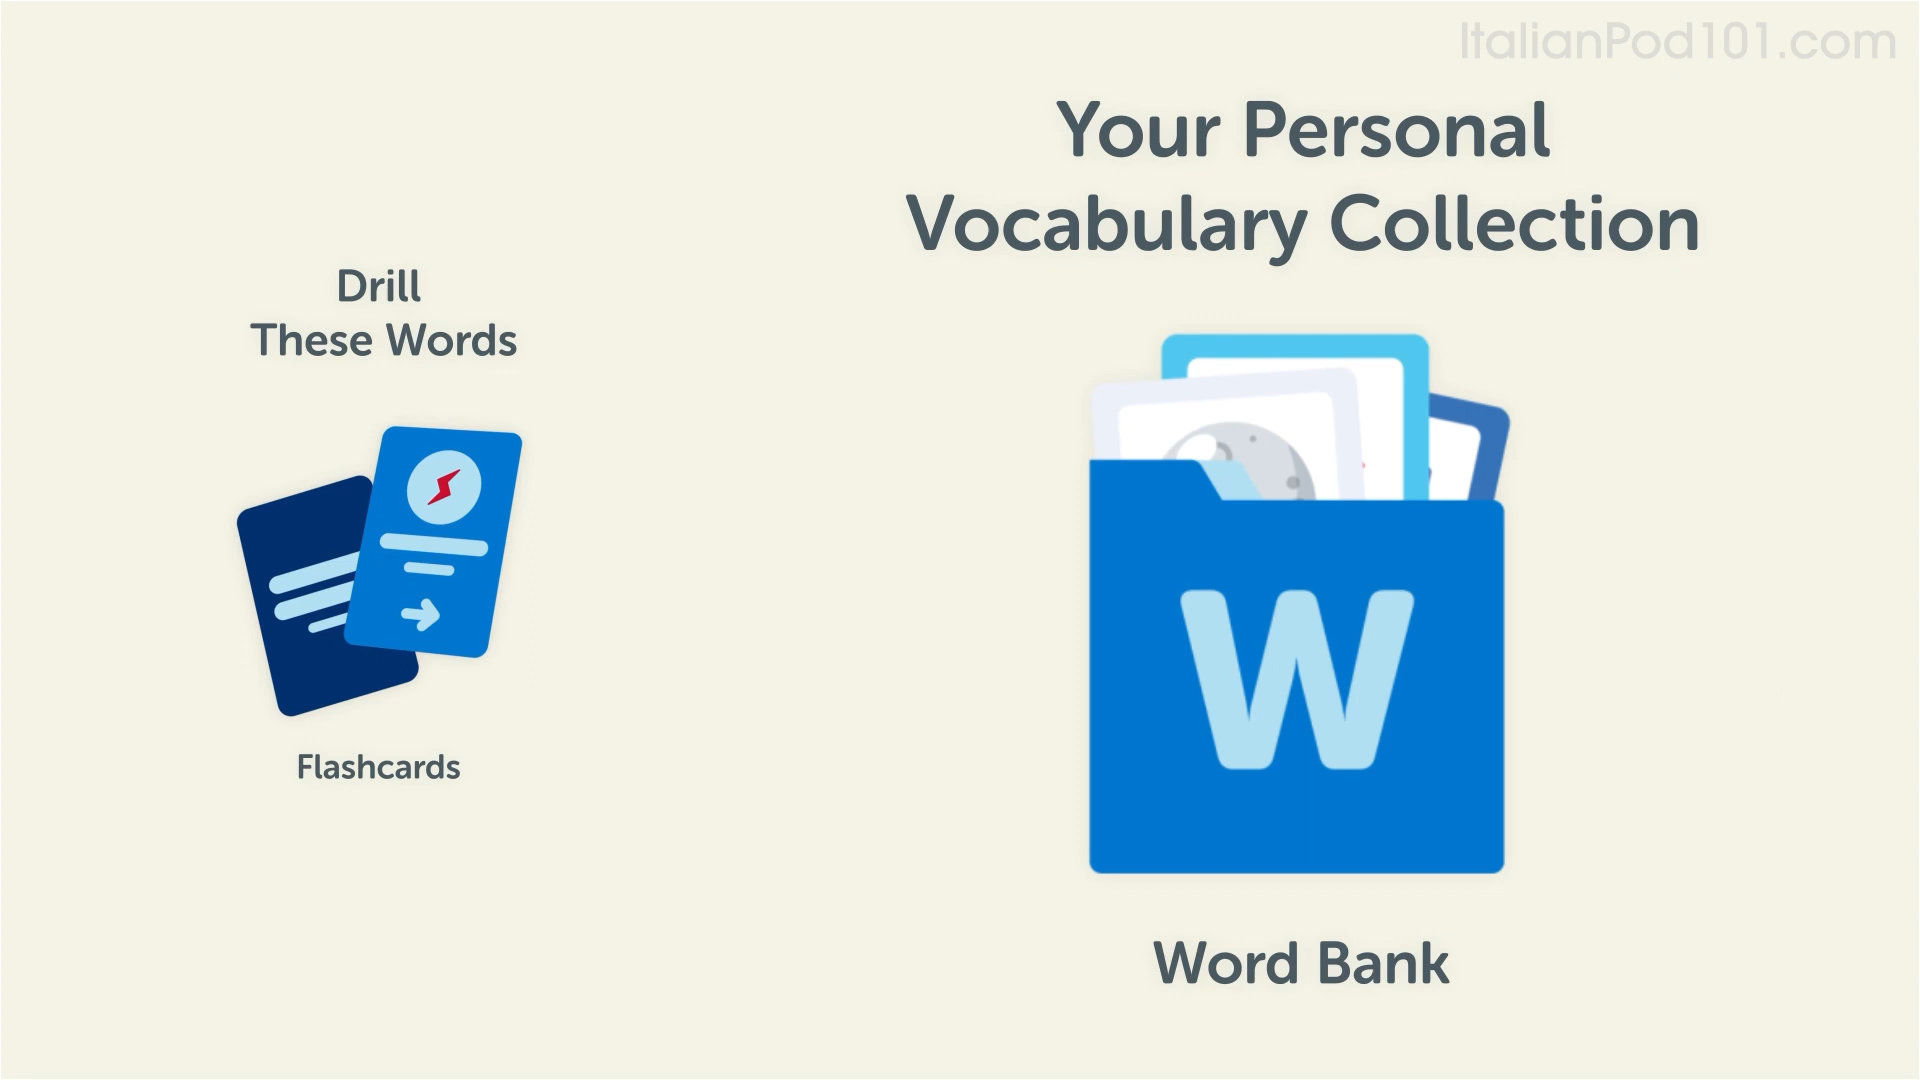 ItalianPod101.com
Your Personal
Vocabulary Collection
Drill
These Words
W
Flashcards
Word Bank